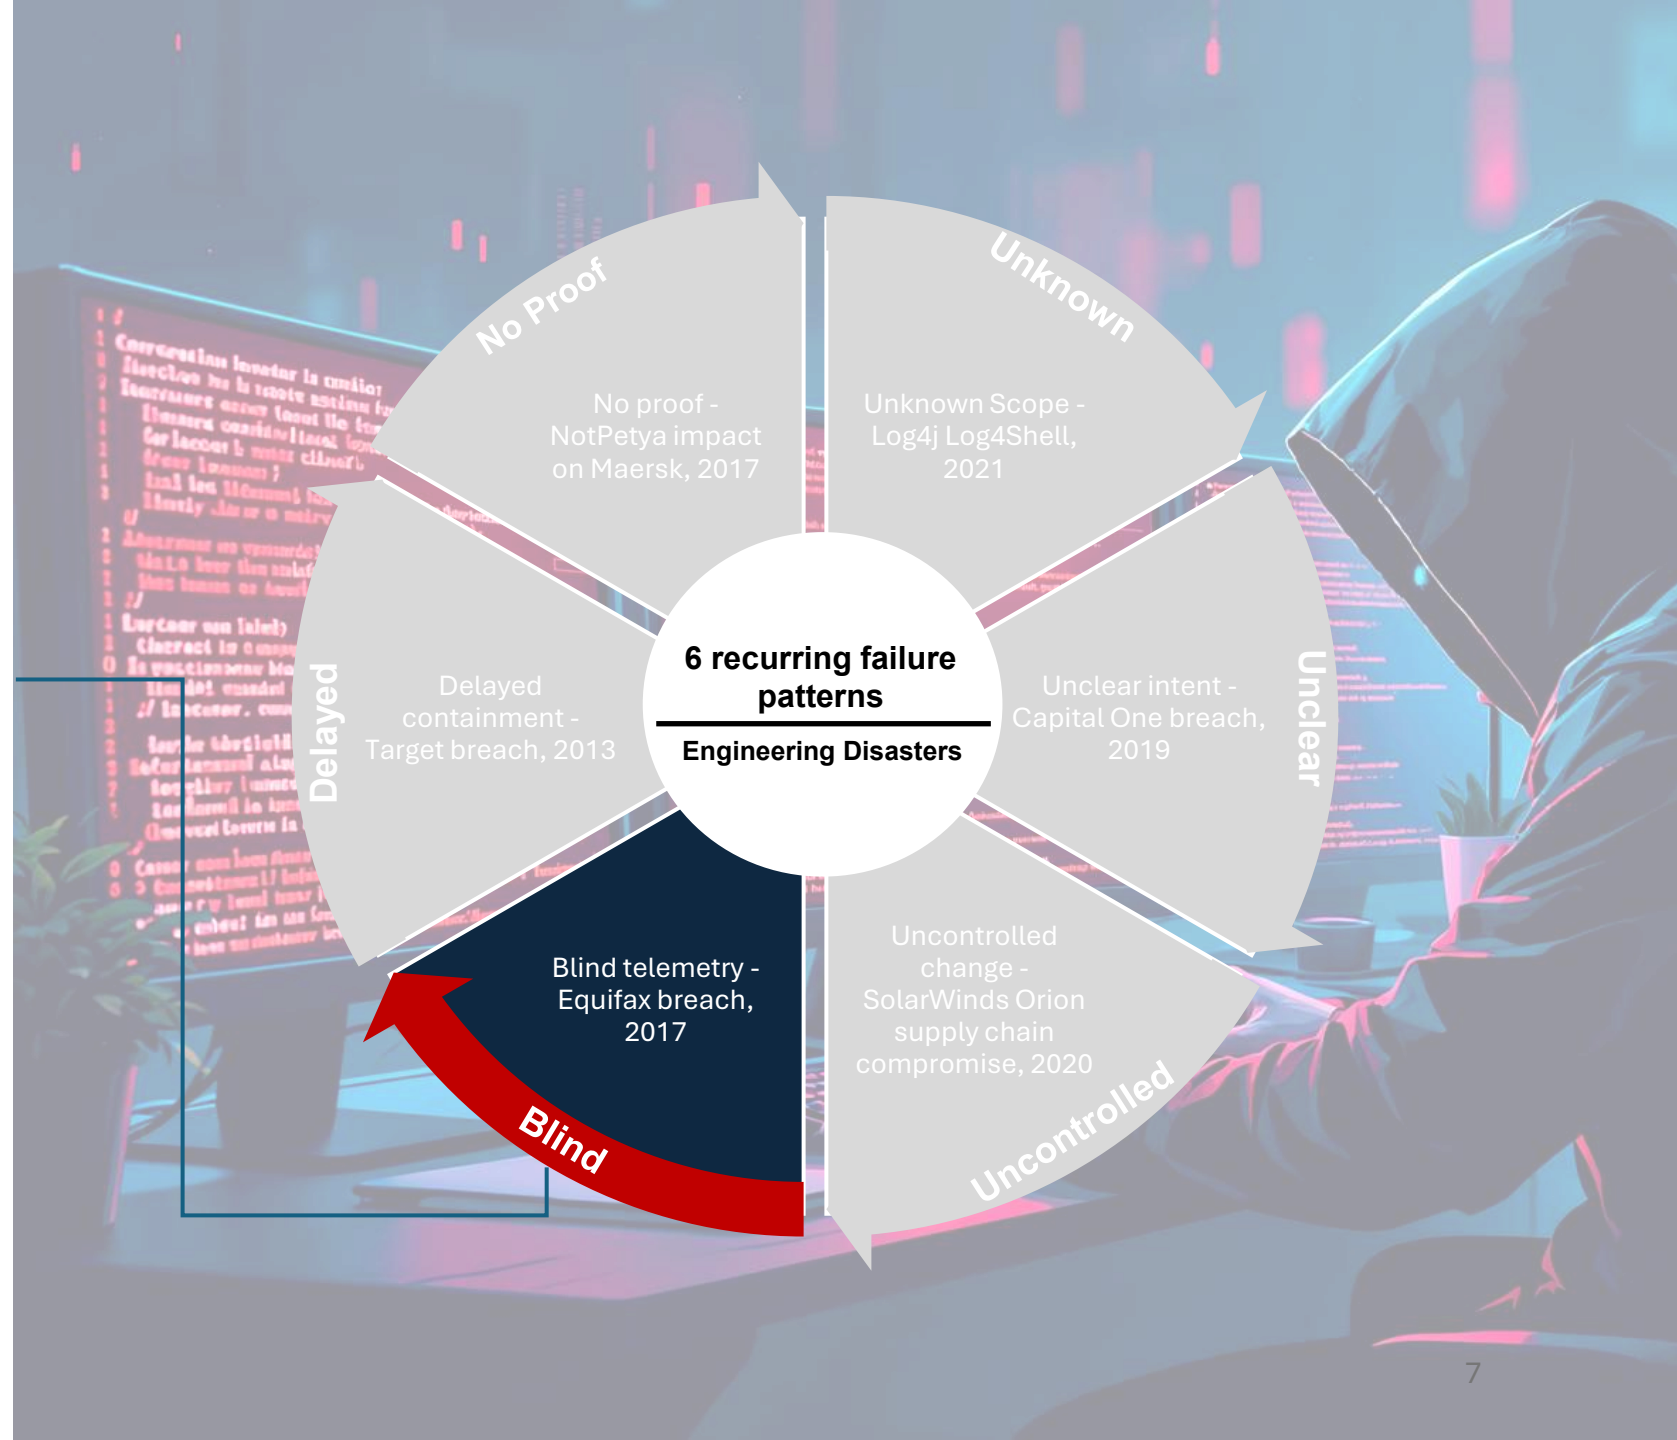 No Proof
No proof -
NotPetya impact
on Maersk, 2017
Unknown
Unknown Scope -
Log4j Log4Shell,
2021
Unclear
Unclear intent -
Capital One breach,
2019
Uncontrolled
Uncontrolled
change -
SolarWinds Orion
supply chain
compromise, 2020
Blind
Blind telemetry -
Equifax breach,
2017
Delayed
Delayed
containment -
Target breach, 2013
6 recurring failure
patterns
Engineering Disasters
7